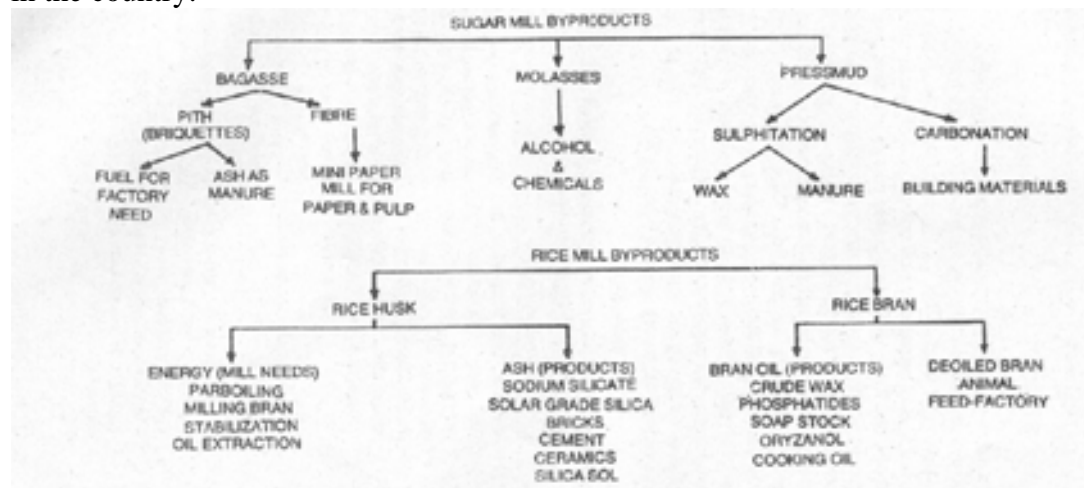 in the country.
SUGAR MILL BYPRODUCTS
BAGASSE
MOLASSES
PRESSMUD
PITH
(BRIQUETTES)
FIBRE
ALCOHOL
&
CHEMICALS
SULPHITATION
CARBONATION
FUEL FOR
FACTORY
NEED
ASH AS
MANURE
MINI PAPER
MILL FOR
PAPER & PULP
WAX
MANURE
BUILDING MATERIALS
RICE MILL BYPRODUCTS
RICE HUSK
RICE BRAN
ENERGY (MILL NEEDS)
PARBOILING
MILLING BRAN
STABILIZATION
OIL EXTRACTION
ASH (PRODUCTS)
SODIUM SILICATE
SOLAR GRADE SILICA
BRICKS
CEMENT
CERAMICS
SILICA SOL
BRAN OIL (PRODUCTS)
CRUDE WAX
PHOSPHATIDES
SOAP STOCK
ORYZANOL
COOKING OIL
DEOILED BRAN
ANIMAL
FEED-FACTORY